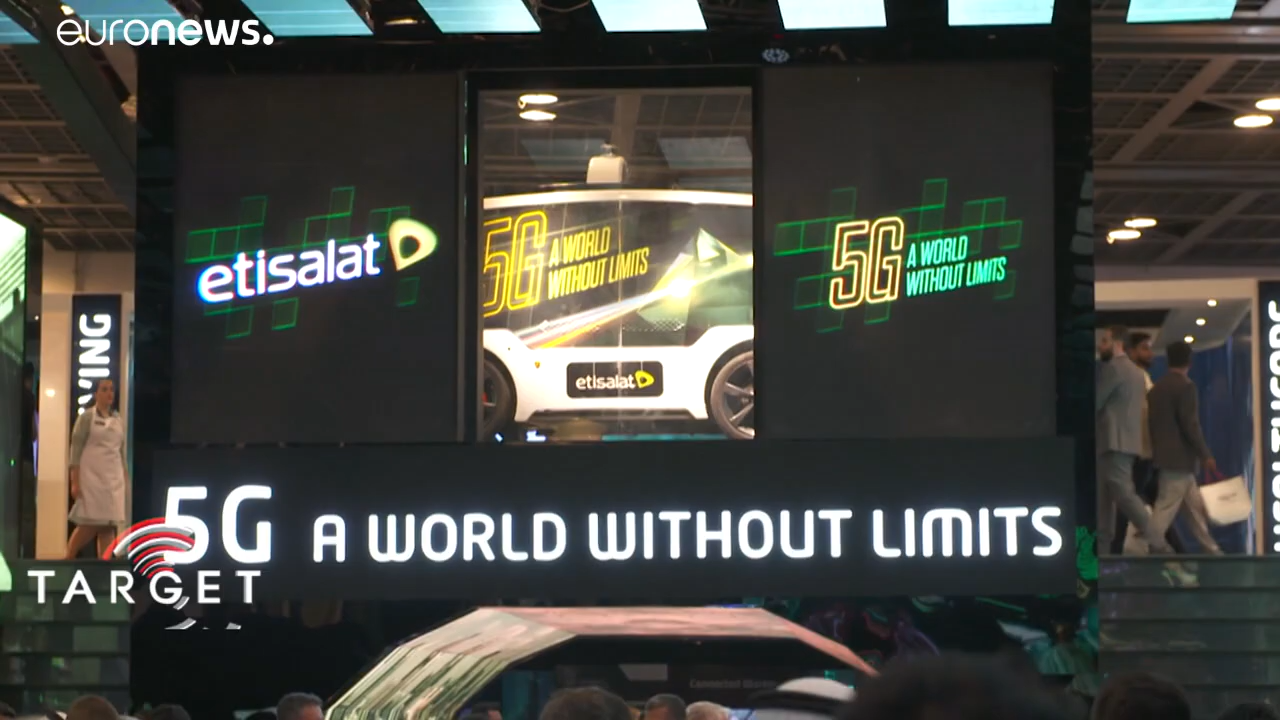 euronews.
etisalat
5G A WORLD
WITHOUT LIMITS
etisalat
5G A WORLD
WITHOUT LIMITS
5G A WORLD WITHOUT LIMITS
TARGET